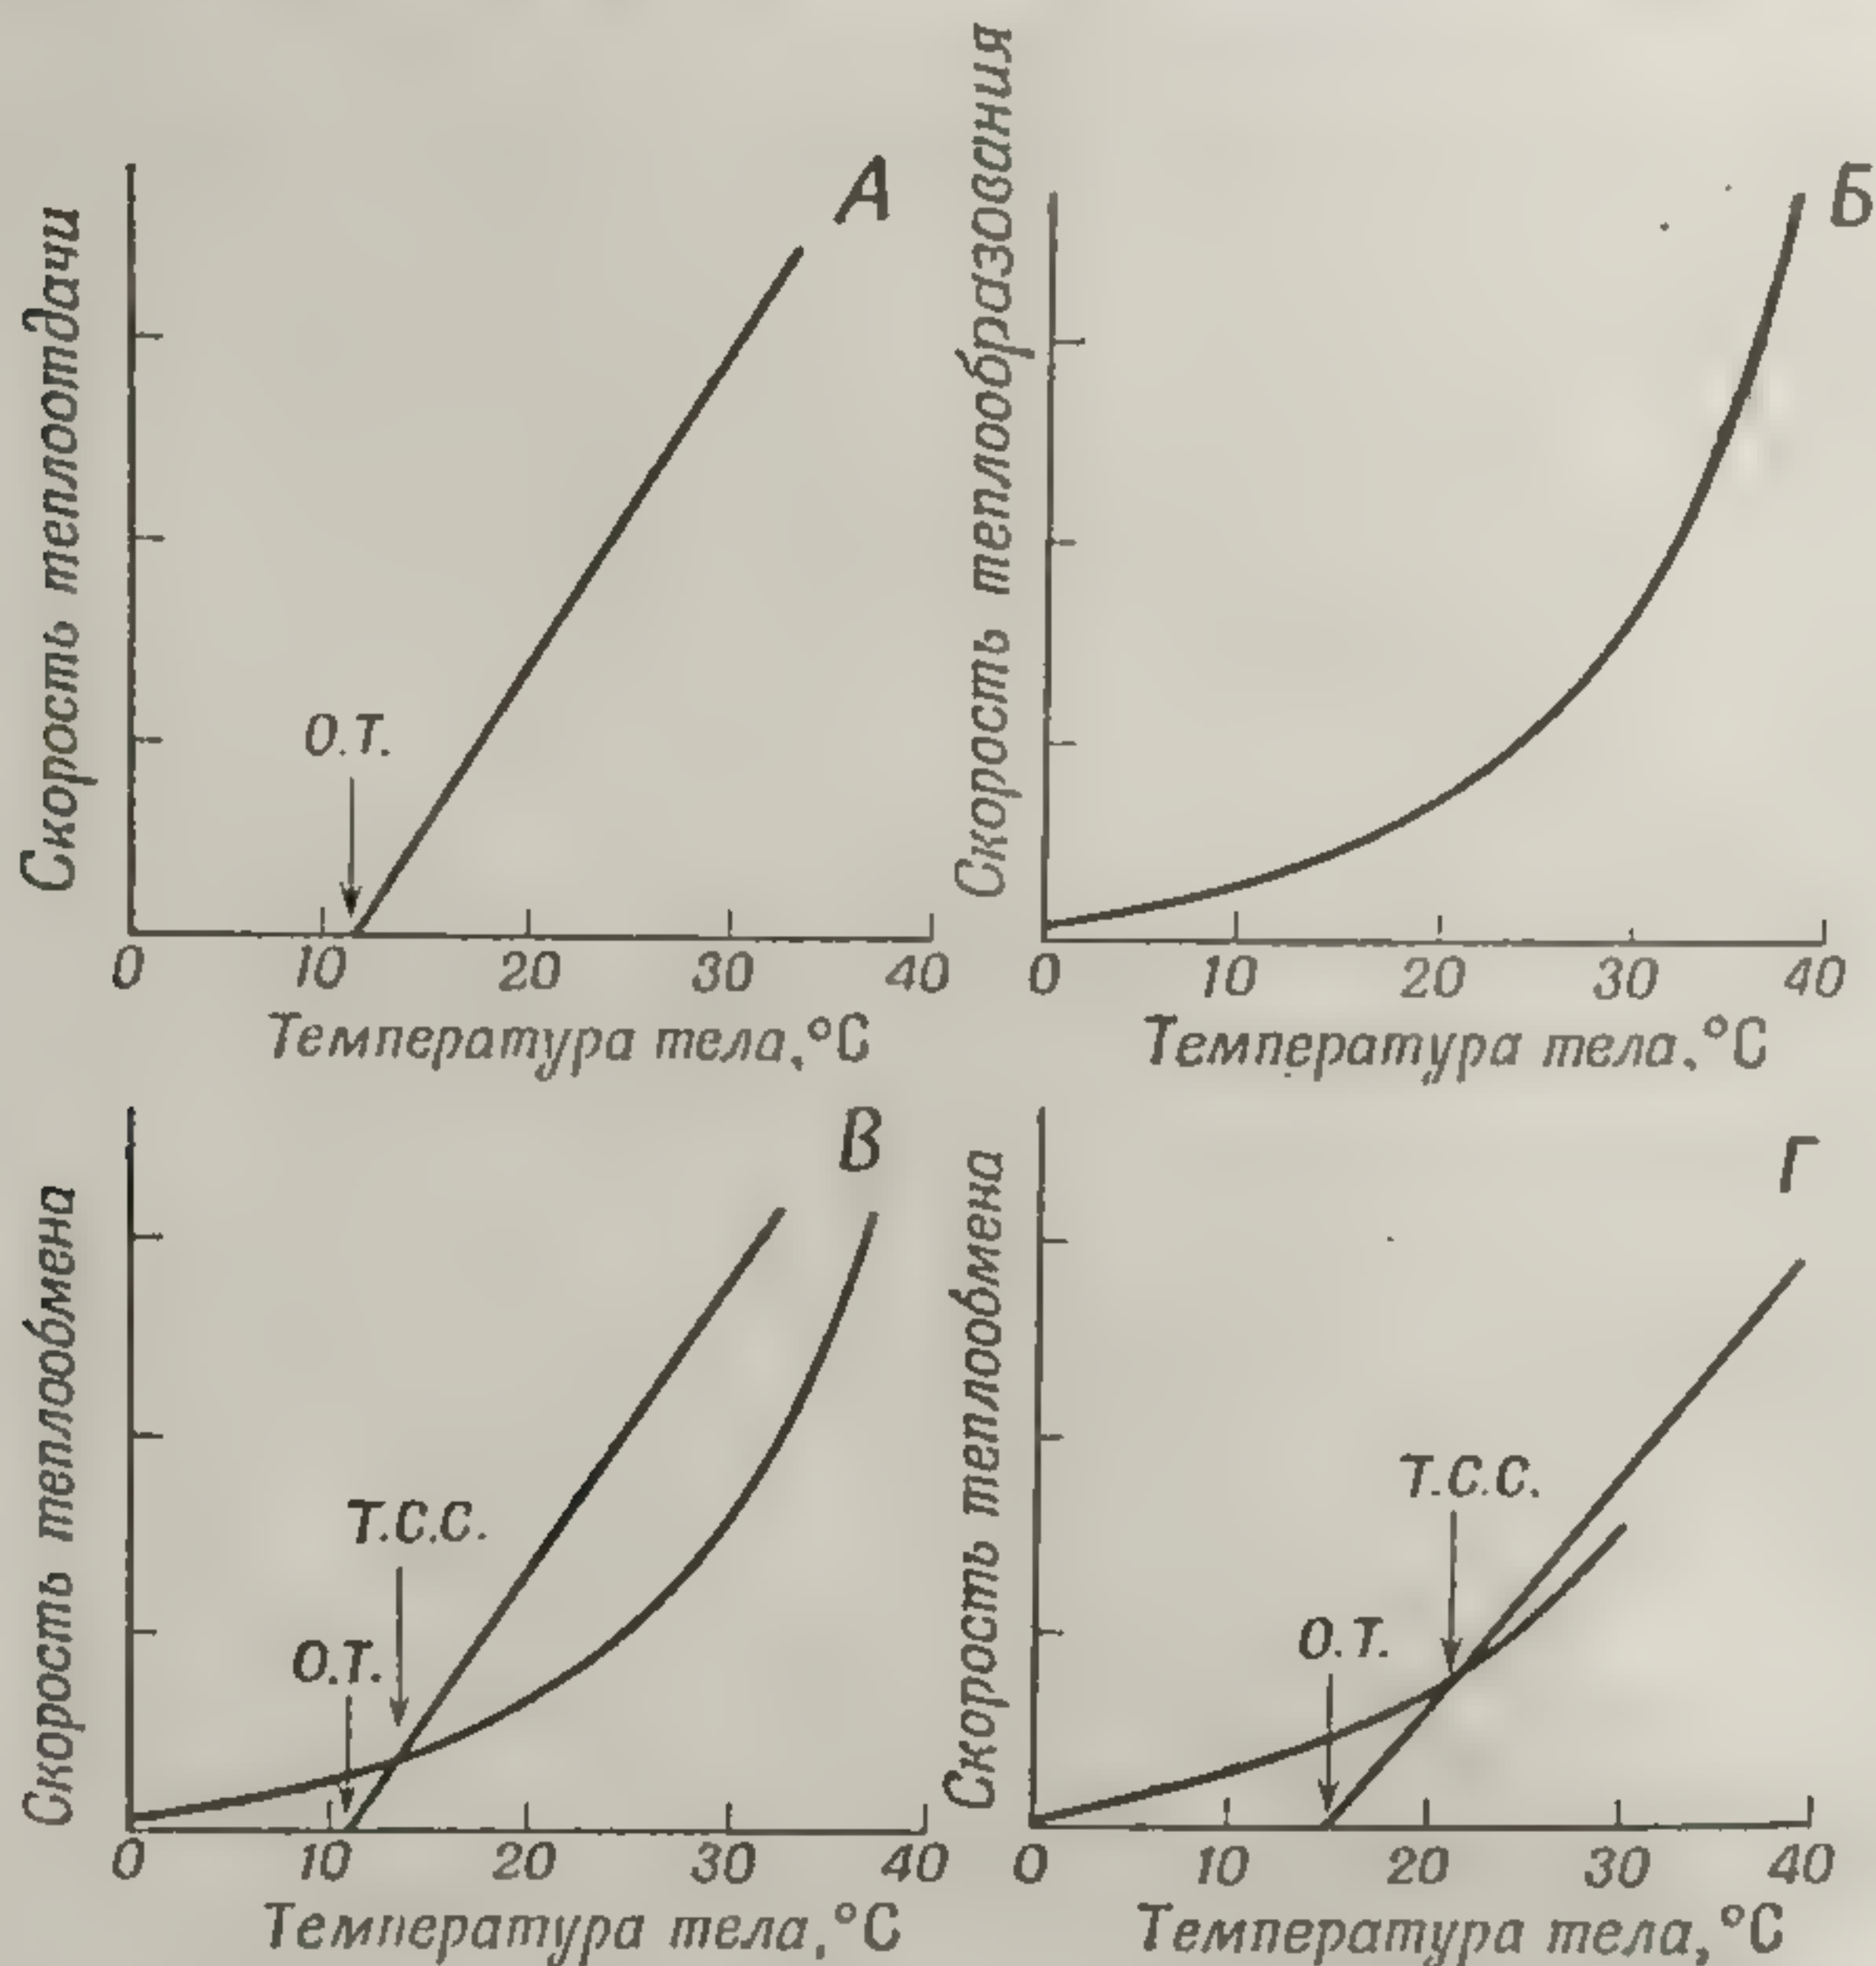 А
Скорость теплоотдачи
О.Т.
0 10 20 30 40
Температура тела, °С
Б
Скорость теплообразования
0 10 20 30 40
Температура тела, °С
В
Скорость теплообмена
Т.С.С.
О.Т.
0 10 20 30 40
Температура тела, °С
Г
Скорость теплообмена
Т.С.С.
О.Т.
0 10 20 30 40
Температура тела, °С